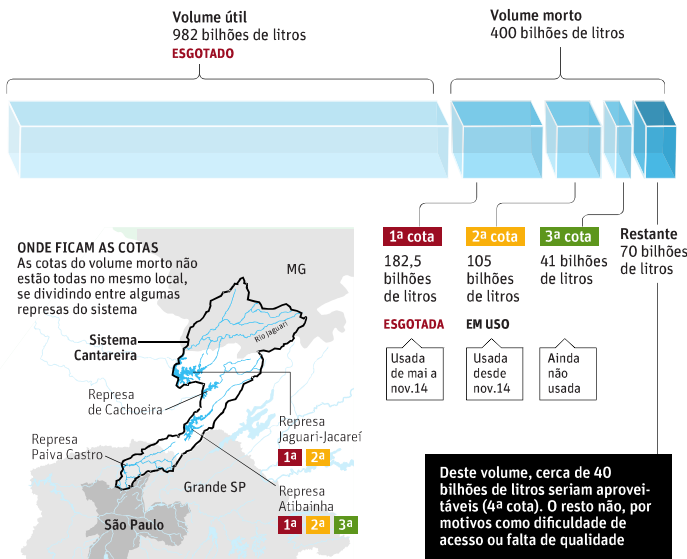 Volume útil
982 bilhões de litros
ESGOTADO
Volume morto
400 bilhões de litros
1ª cota
182,5
bilhões
de litros
ESGOTADA
Usada
de mai a
nov.14
2ª cota
105
bilhões
de litros
EM USO
Usada
desde
nov.14
3ª cota
41 bilhões
de litros
Ainda
não
usada
Restante
70 bilhões
de litros
ONDE FICAM AS COTAS
As cotas do volume morto não
estão todas no mesmo local,
se dividindo entre algumas
represas do sistema
MG
Rio Jaguari
Sistema
Cantareira
Represa
de Cachoeira
Represa
Jaguari-Jacareí
1ª 2ª
Represa
Paiva Castro
Grande SP
Represa
Atibainha
1ª 2ª 3ª
São Paulo
Deste volume, cerca de 40
bilhões de litros seriam aprovei-
táveis (4ª cota). O resto não, por
motivos como dificuldade de
acesso ou falta de qualidade